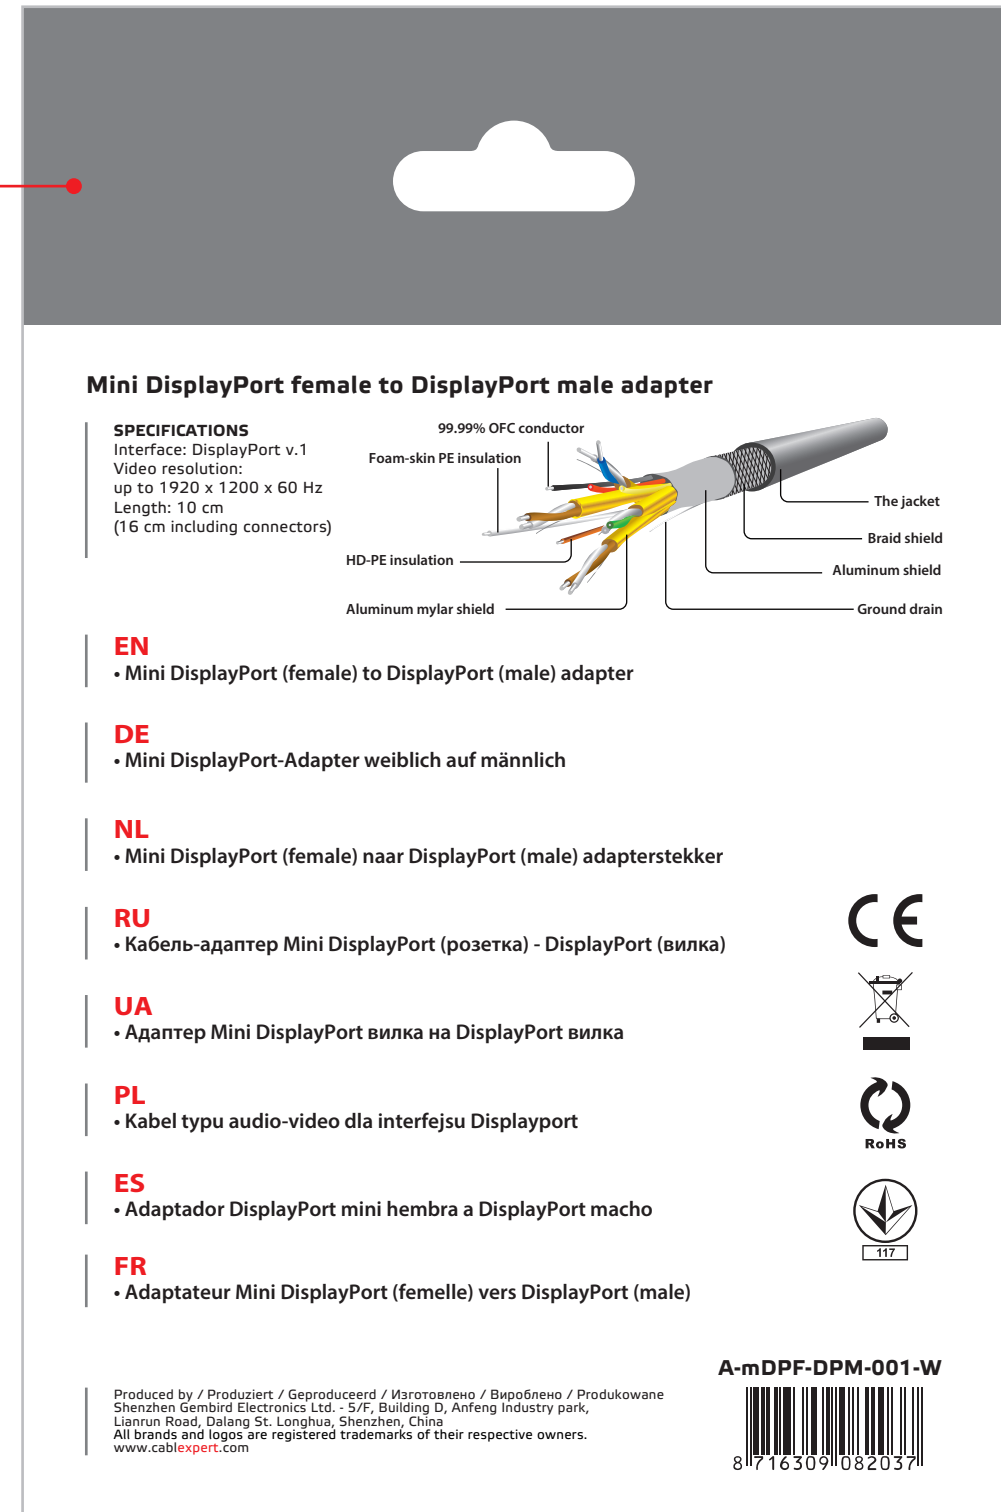 Mini DisplayPort female to DisplayPort male adapter
SPECIFICATIONS
Interface: DisplayPort v.1
Video resolution:
up to 1920 x 1200 x 60 Hz
Length: 10 cm
(16 cm including connectors)
99.99% OFC conductor
Foam-skin PE insulation
HD-PE insulation
Aluminum mylar shield
The jacket
Braid shield
Aluminum shield
Ground drain
EN
• Mini DisplayPort (female) to DisplayPort (male) adapter
DE
• Mini DisplayPort-Adapter weiblich auf männlich
NL
• Mini DisplayPort (female) naar DisplayPort (male) adapterstekker
RU
• Кабель-адаптер Mini DisplayPort (розетка) - DisplayPort (вилка)
UA
• Адаптер Mini DisplayPort вилка на DisplayPort вилка
PL
• Kabel typu audio-video dla interfejsu Displayport
ES
• Adaptador DisplayPort mini hembra a DisplayPort macho
FR
• Adaptateur Mini DisplayPort (femelle) vers DisplayPort (male)
CE
RoHS
117
A-mDPF-DPM-001-W
8 716309 082037
Produced by / Produziert / Geproduceerd / Изготовлено / Вироблено / Produkowane
Shenzhen Gembird Electronics Ltd. - 5/F, Building D, Anfeng Industry park,
Lianrun Road, Dalang St. Longhua, Shenzhen, China
All brands and logos are registered trademarks of their respective owners.
www.cablexpert.com